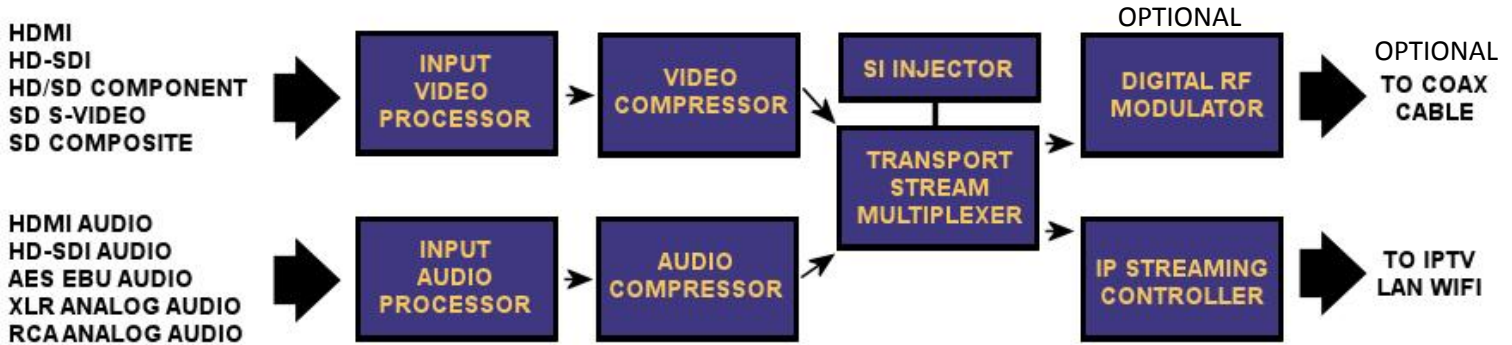 HDMI
HD-SDI
HD/SD COMPONENT
SD S-VIDEO
SD COMPOSITE
INPUT
VIDEO
PROCESSOR
VIDEO
COMPRESSOR
SI INJECTOR
TRANSPORT
STREAM
MULTIPLEXER
OPTIONAL
DIGITAL RF
MODULATOR
OPTIONAL
TO COAX
CABLE
HDMI AUDIO
HD-SDI AUDIO
AES EBU AUDIO
XLR ANALOG AUDIO
RCA ANALOG AUDIO
INPUT
AUDIO
PROCESSOR
AUDIO
COMPRESSOR
IP STREAMING
CONTROLLER
TO IPTV
LAN WIFI